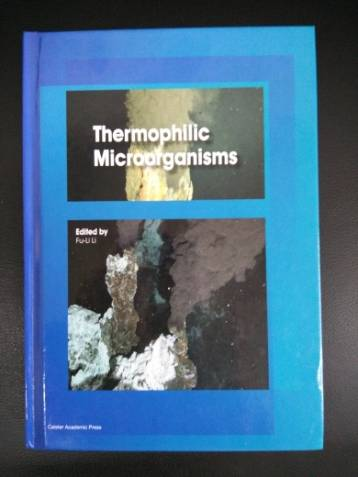 Thermophilic
Microorganisms
Edited by
Fu-Li Li
Caister Academic Press